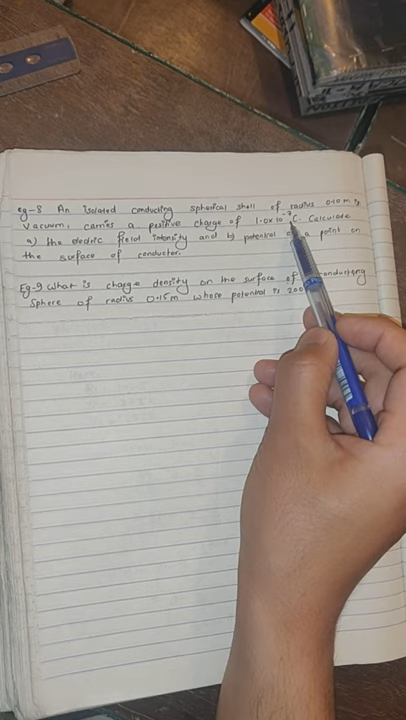 eg-8 An isolated conducting spherical shell of radius 0.10m in
vacuum, carries a positive charge of 1.0x10⁻⁷C. Calculate
a) the electric field intensity and b) potential a point on
the surface of conductor.
Eg-9 What is charge density on the surface of conducting
sphere of radius 0.15m whose potential is 200